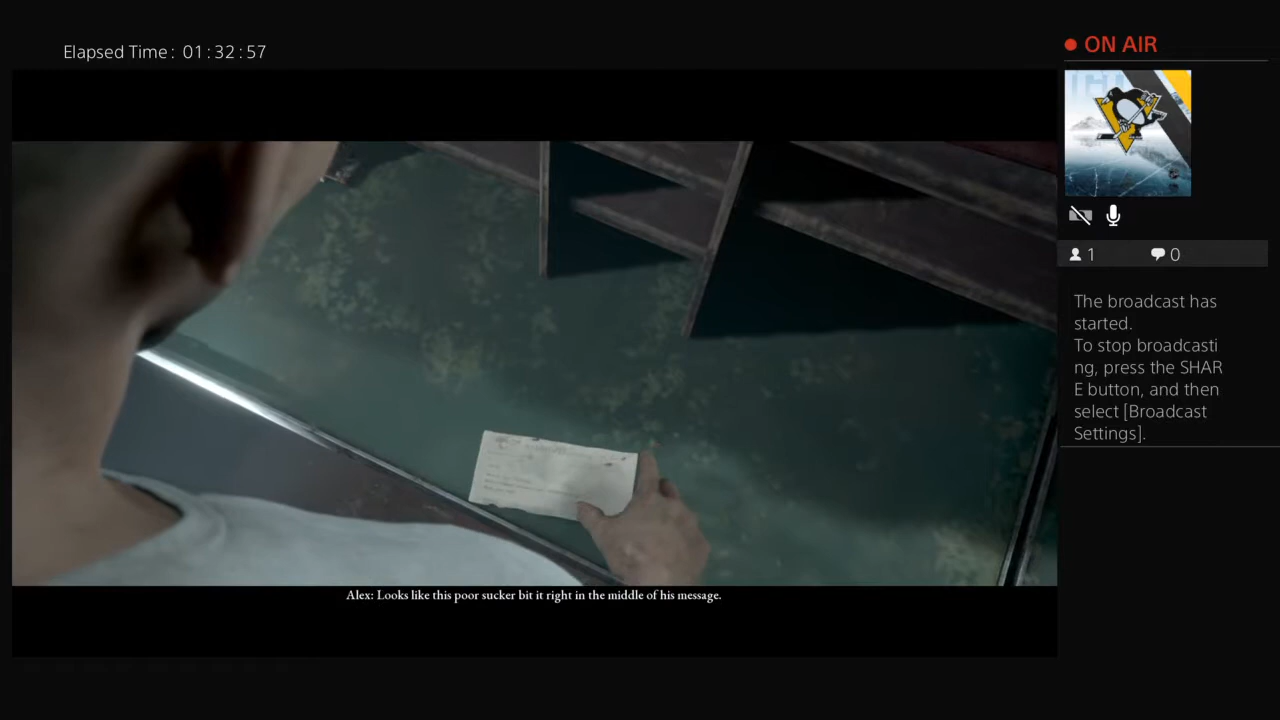 Elapsed Time: 01:32:57
ON AIR
1
0
The broadcast has
started.
To stop broadcasti
ng, press the SHAR
E button, and then
select [Broadcast
Settings].
Alex: Looks like this poor sucker bit it right in the middle of his message.